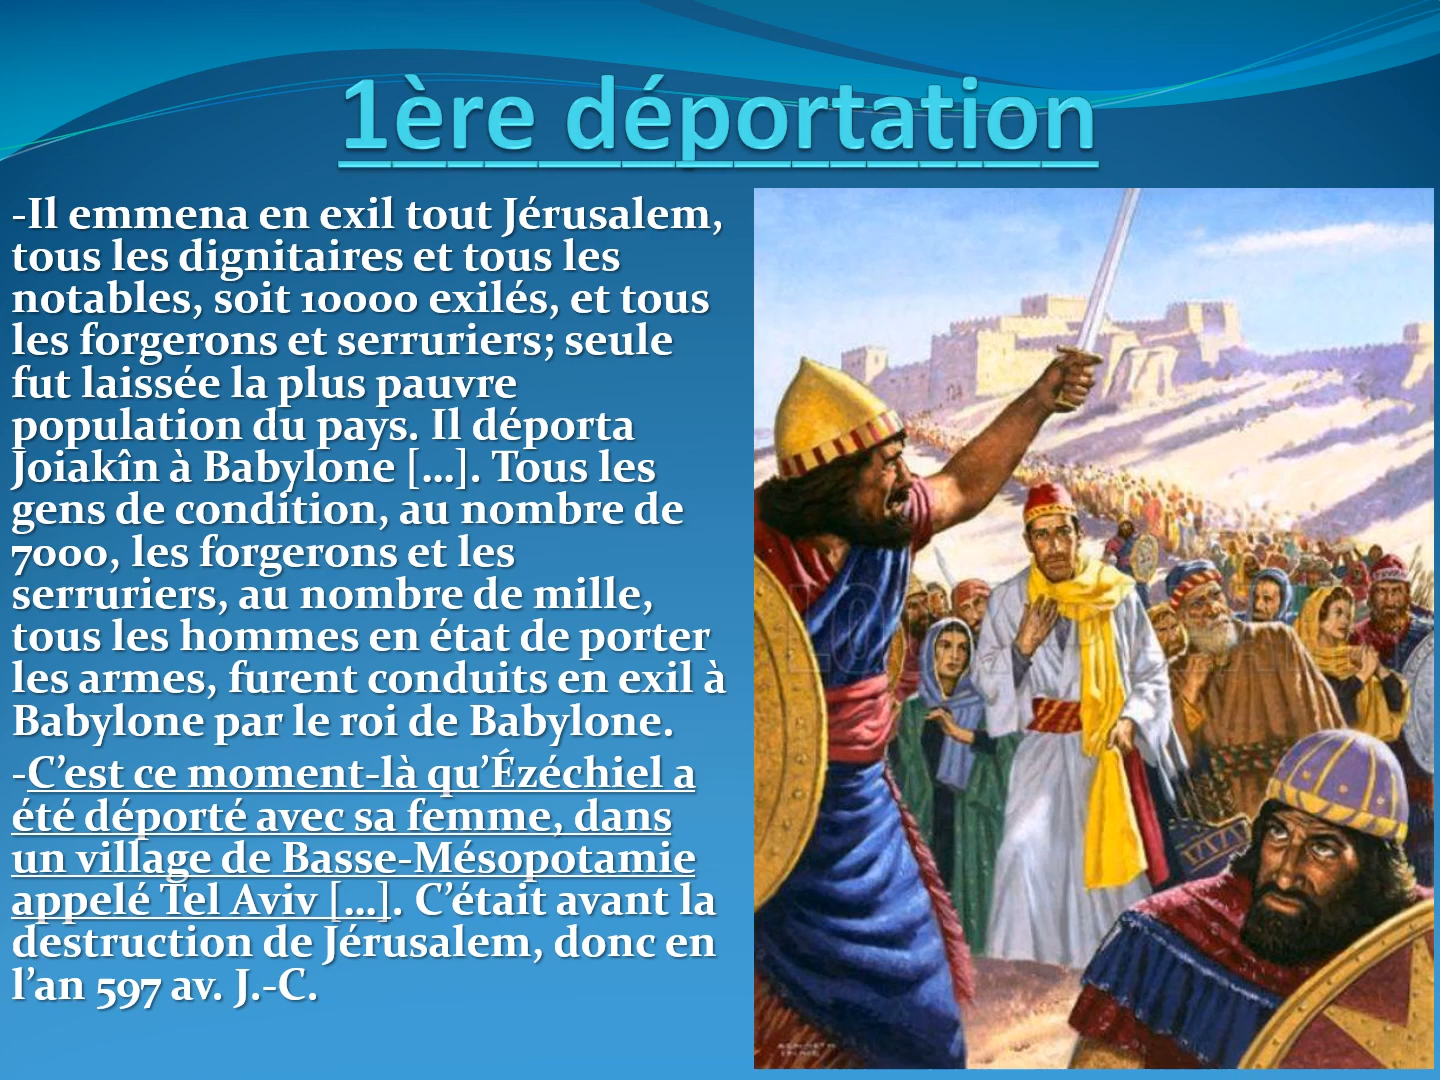 1ère déportation
-Il emmena en exil tout Jérusalem,
tous les dignitaires et tous les
notables, soit 10000 exilés, et tous
les forgerons et serruriers; seule
fut laissée la plus pauvre
population du pays. Il déporta
Joiakîn à Babylone [...]. Tous les
gens de condition, au nombre de
7000, les forgerons et les
serruriers, au nombre de mille,
tous les hommes en état de porter
les armes, furent conduits en exil à
Babylone par le roi de Babylone.
-C’est ce moment-là qu’Ézéchiel a
été déporté avec sa femme, dans
un village de Basse-Mésopotamie
appelé Tel Aviv [...]. C’était avant la
destruction de Jérusalem, donc en
l’an 597 av. J.-C.